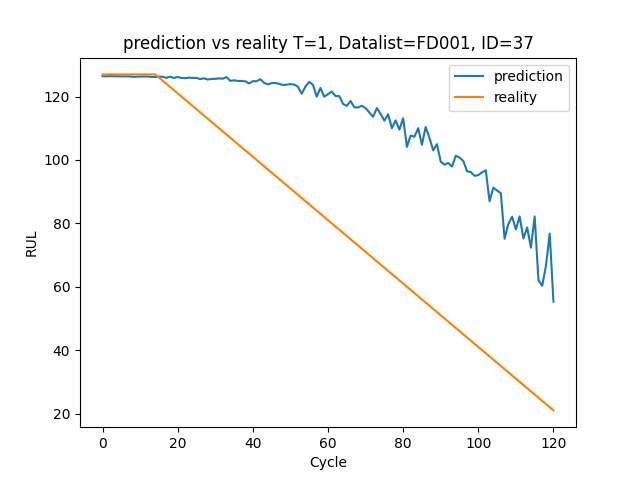 prediction vs reality T=1, Datalist=FD001, ID=37
prediction
reality
RUL
120
100
80
60
40
20
0 20 40 60 80 100 120
Cycle